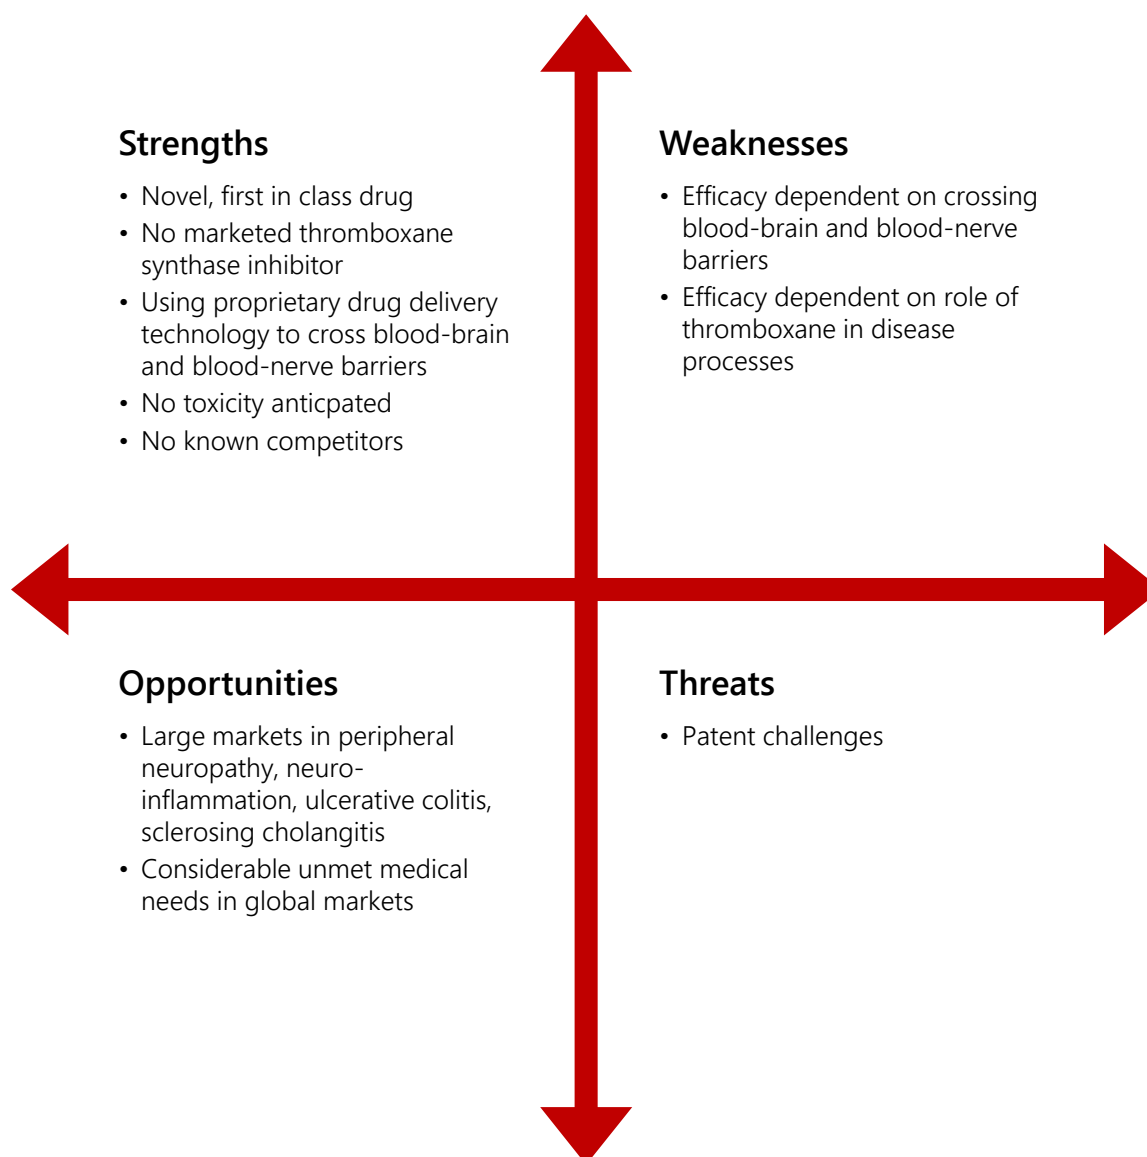 Strengths
• Novel, first in class drug
• No marketed thromboxane
synthase inhibitor
• Using proprietary drug delivery
technology to cross blood-brain
and blood-nerve barriers
• No toxicity anticpated
• No known competitors
Weaknesses
• Efficacy dependent on crossing
blood-brain and blood-nerve
barriers
• Efficacy dependent on role of
thromboxane in disease
processes
Opportunities
• Large markets in peripheral
neuropathy, neuro-
inflammation, ulcerative colitis,
sclerosing cholangitis
• Considerable unmet medical
needs in global markets
Threats
• Patent challenges